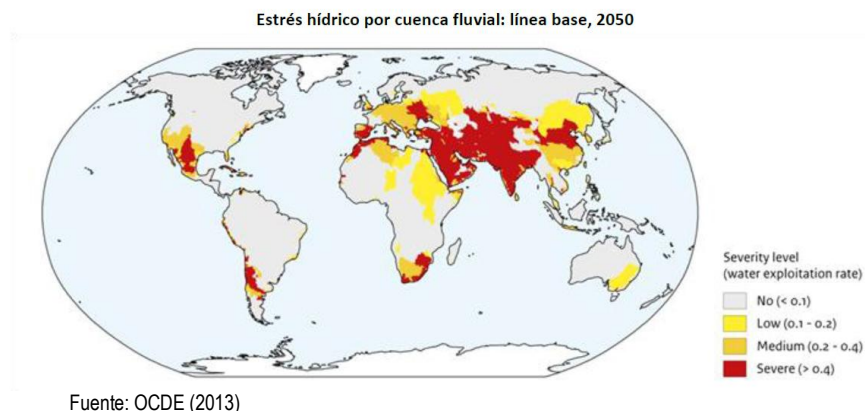 Estrés hídrico por cuenca fluvial: línea base, 2050
Severity level
(water exploitation rate)
No (< 0.1)
Low (0.1 - 0.2)
Medium (0.2 - 0.4)
Severe (> 0.4)
Fuente: OCDE (2013)